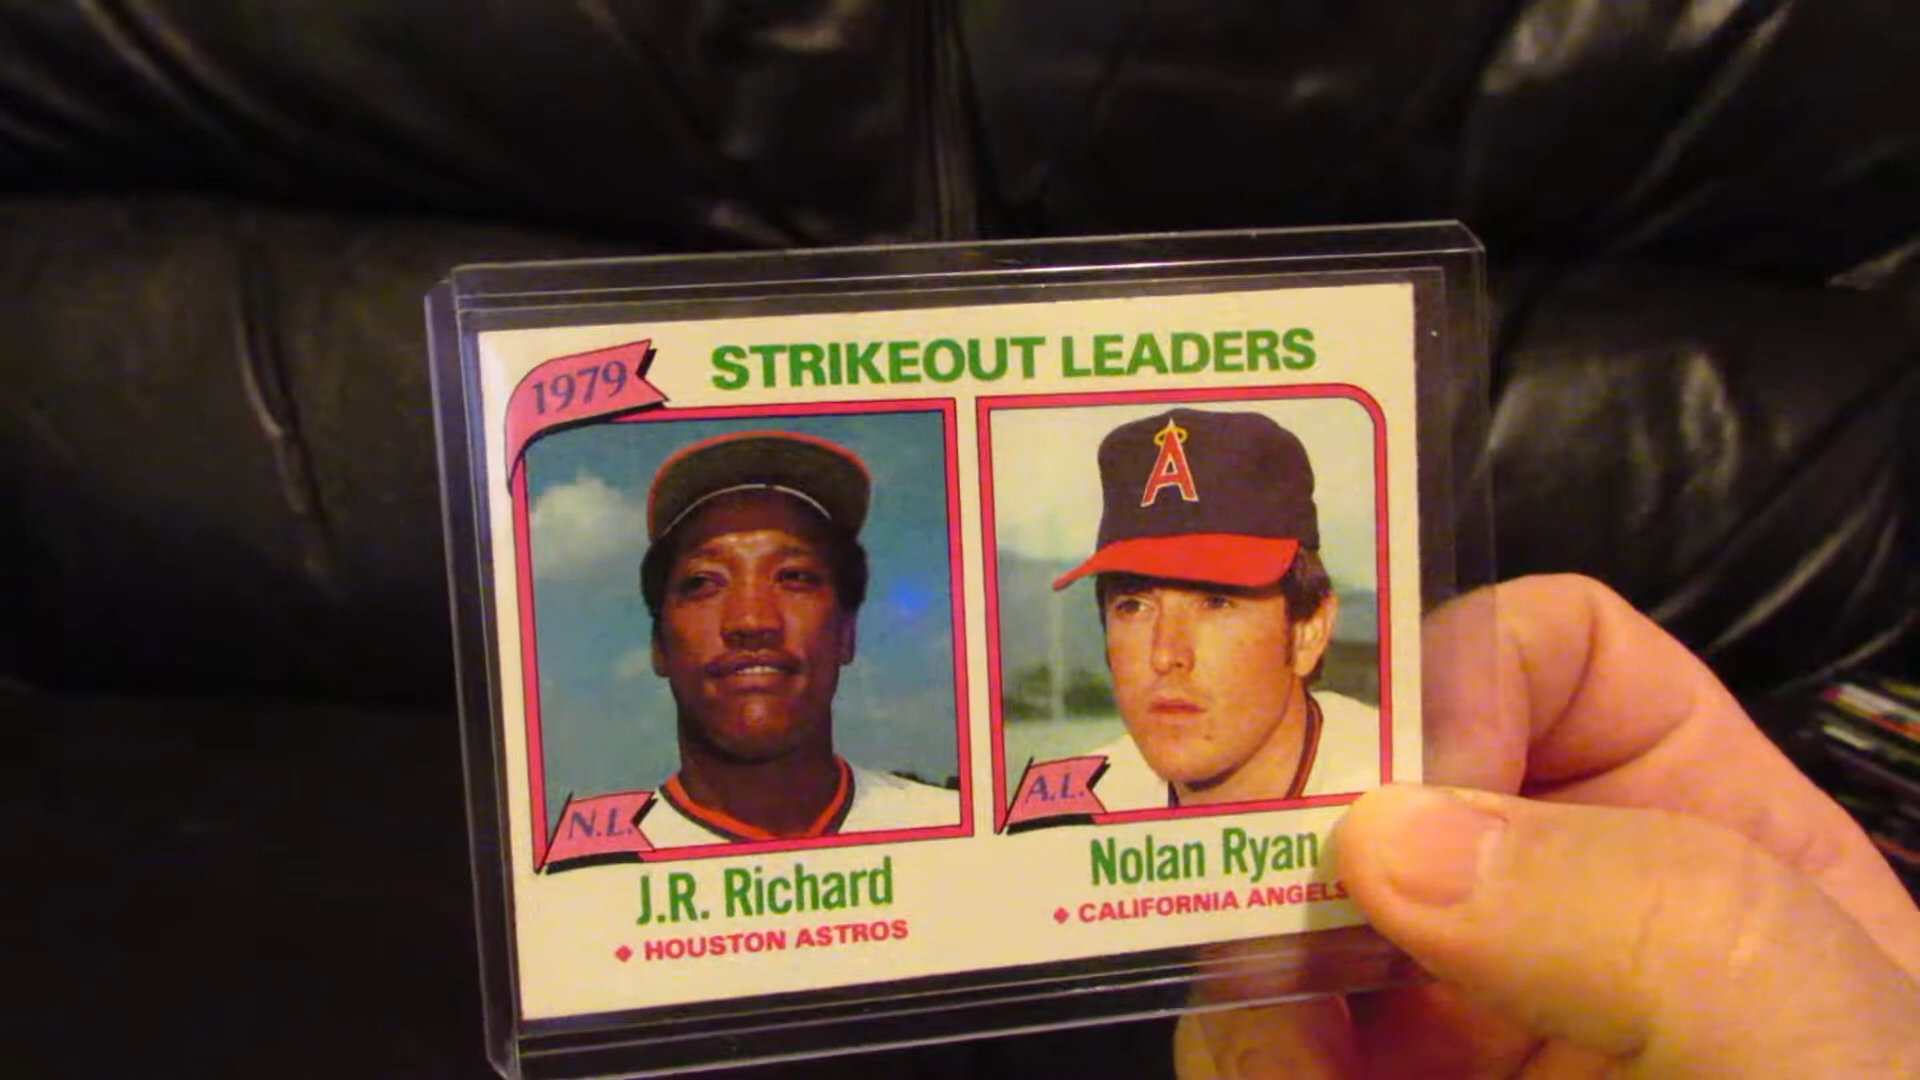 1979
STRIKEOUT LEADERS
A
N.L.
A.L.
J.R. Richard
HOUSTON ASTROS
Nolan Ryan
CALIFORNIA ANGELS